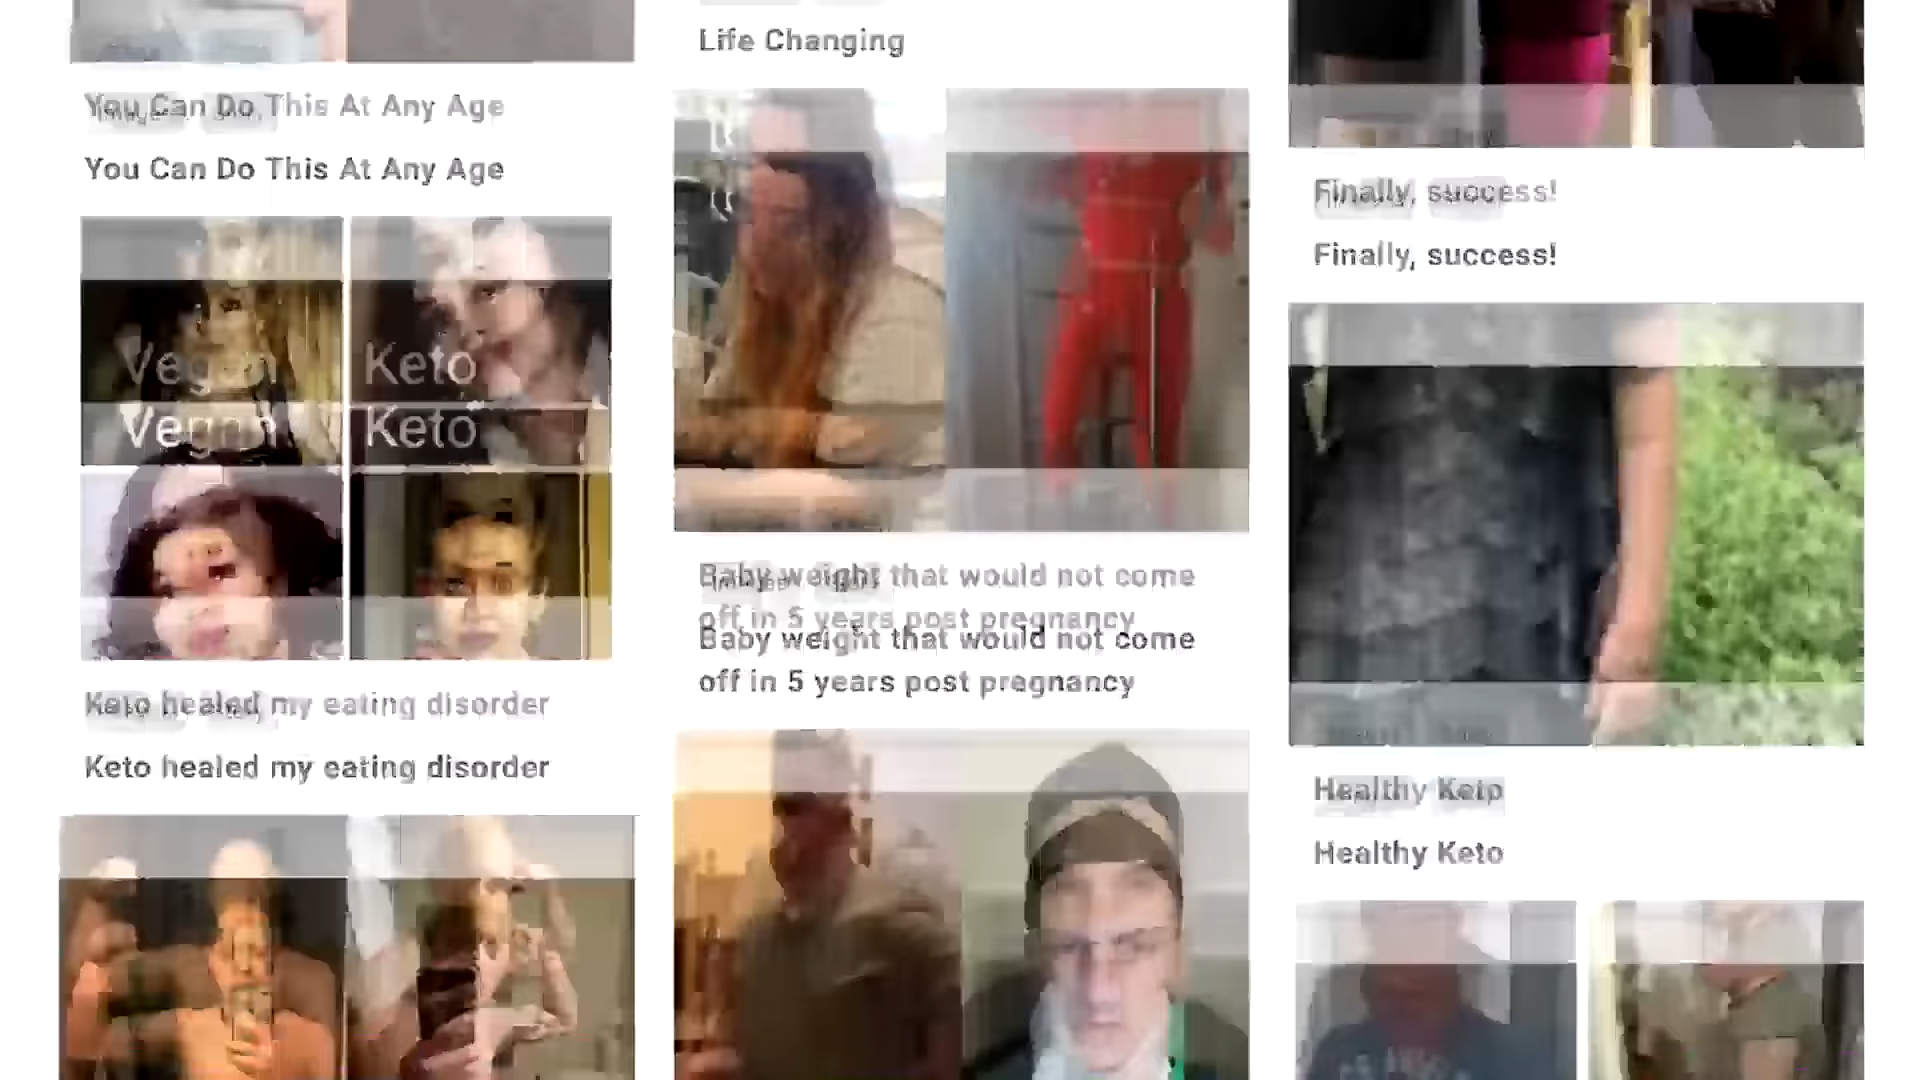 You Can Do This At Any Age
You Can Do This At Any Age
Vegan Keto
Vegan Keto
Keto healed my eating disorder
Keto healed my eating disorder
Life Changing
Baby weight that would not come
off in 5 years post pregnancy
Baby weight that would not come
off in 5 years post pregnancy
Finally, success!
Finally, success!
Healthy Keto
Healthy Keto